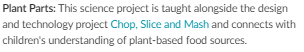 Plant Parts: This science project is taught alongside the design
and technology project Chop, Slice and Mash and connects with
children's understanding of plant-based food sources.